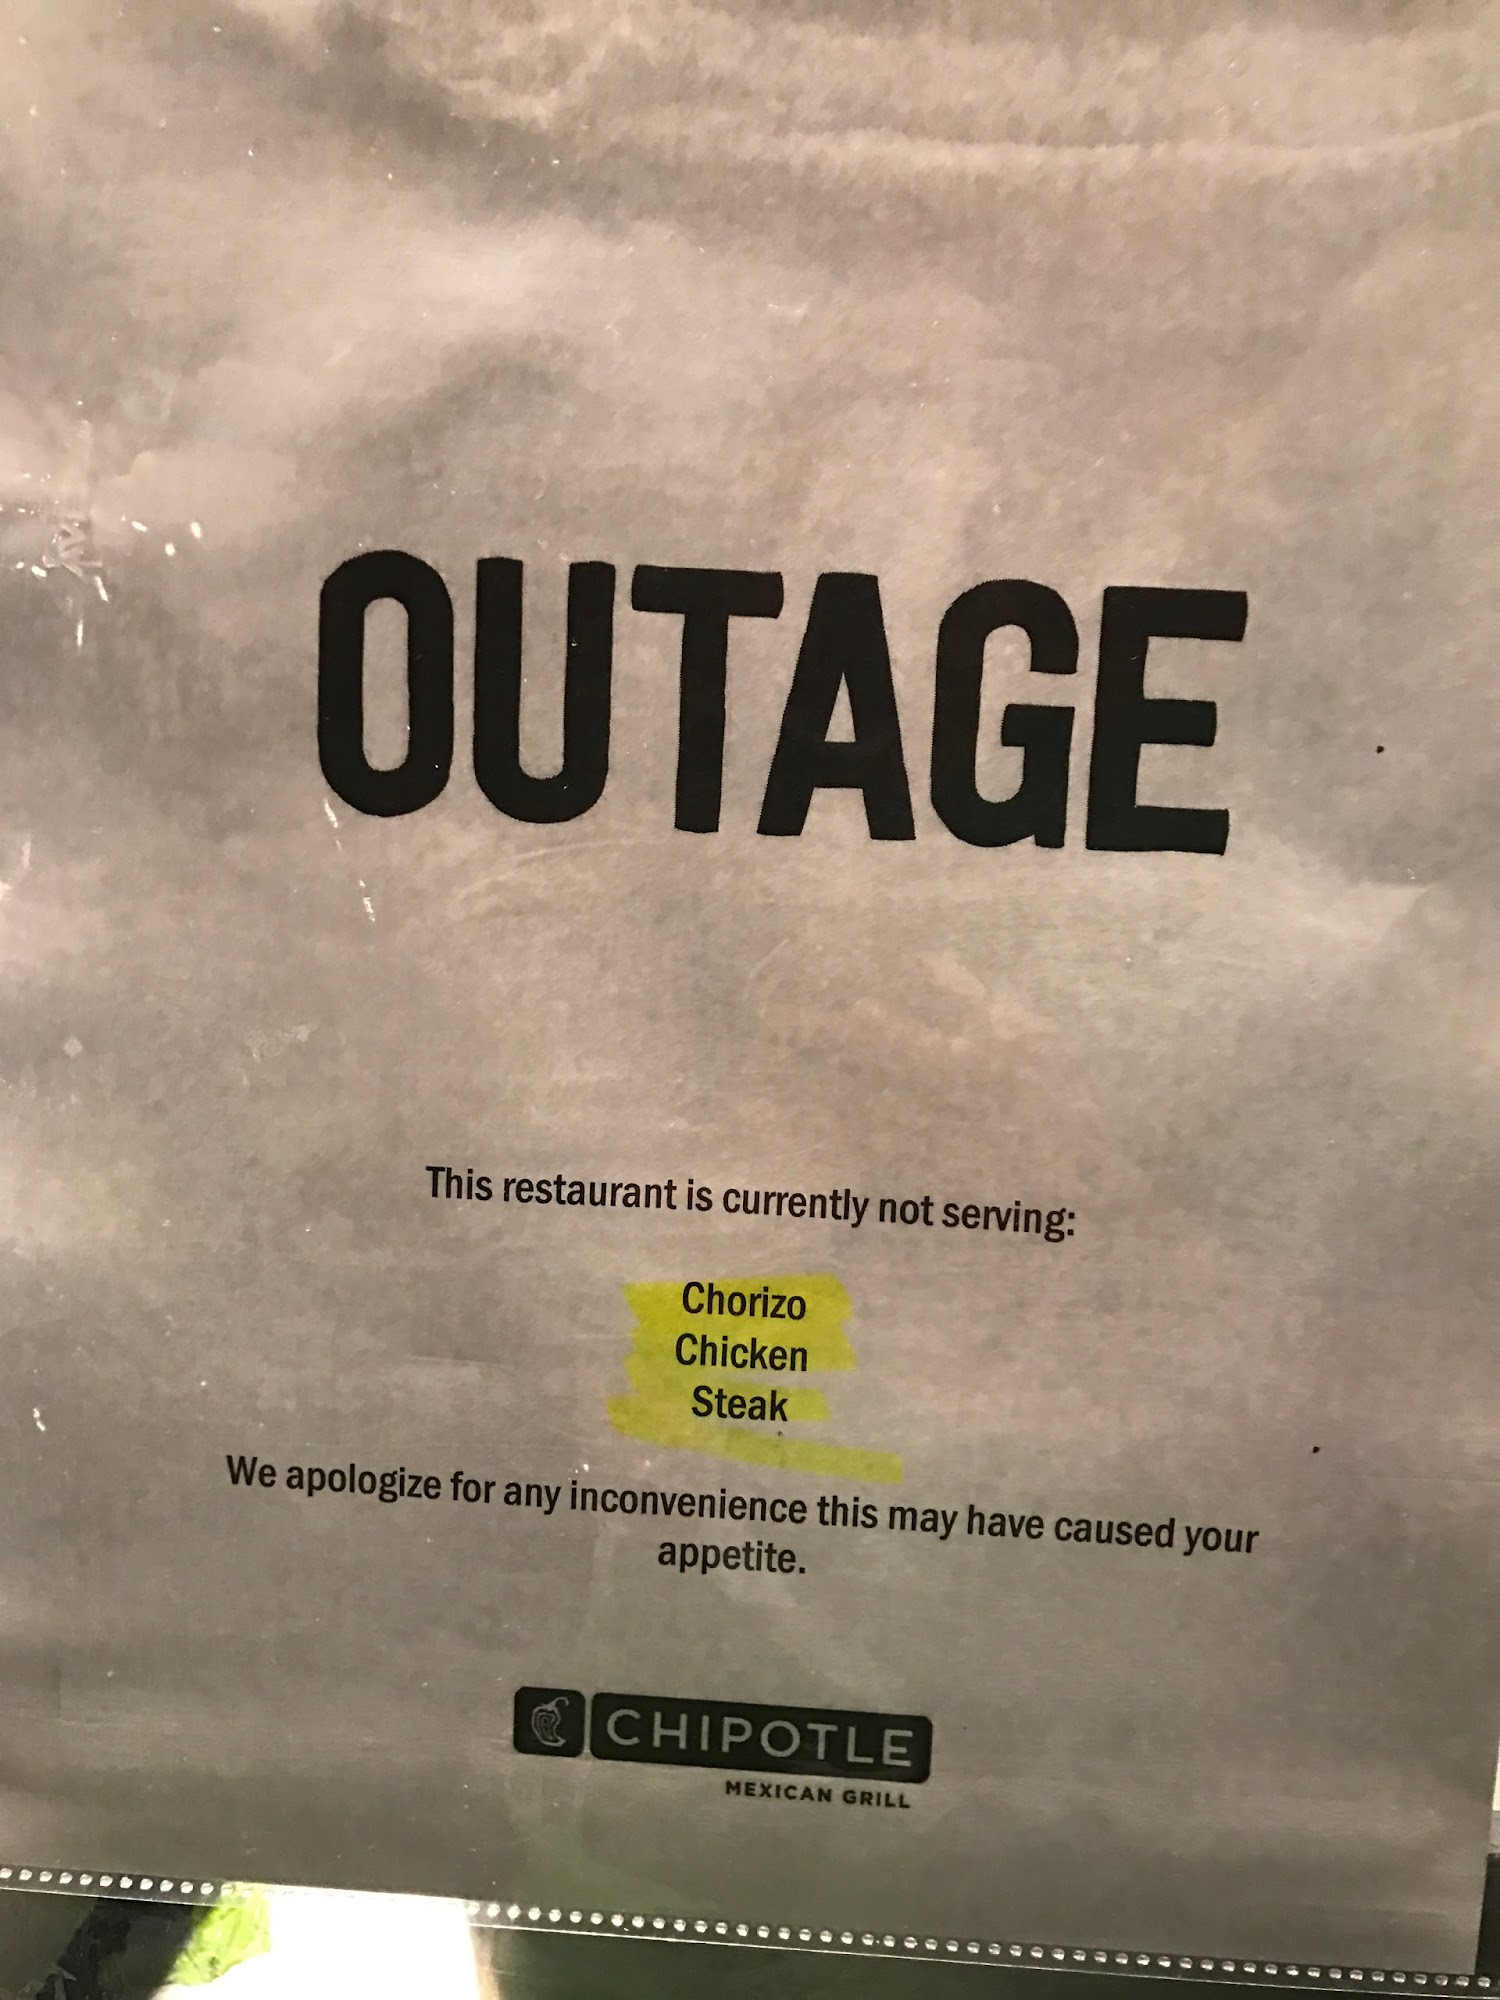 OUTAGE
This restaurant is currently not serving:
Chorizo
Chicken
Steak
We apologize for any inconvenience this may have caused your
appetite.
CHIPOTLE
MEXICAN GRILL